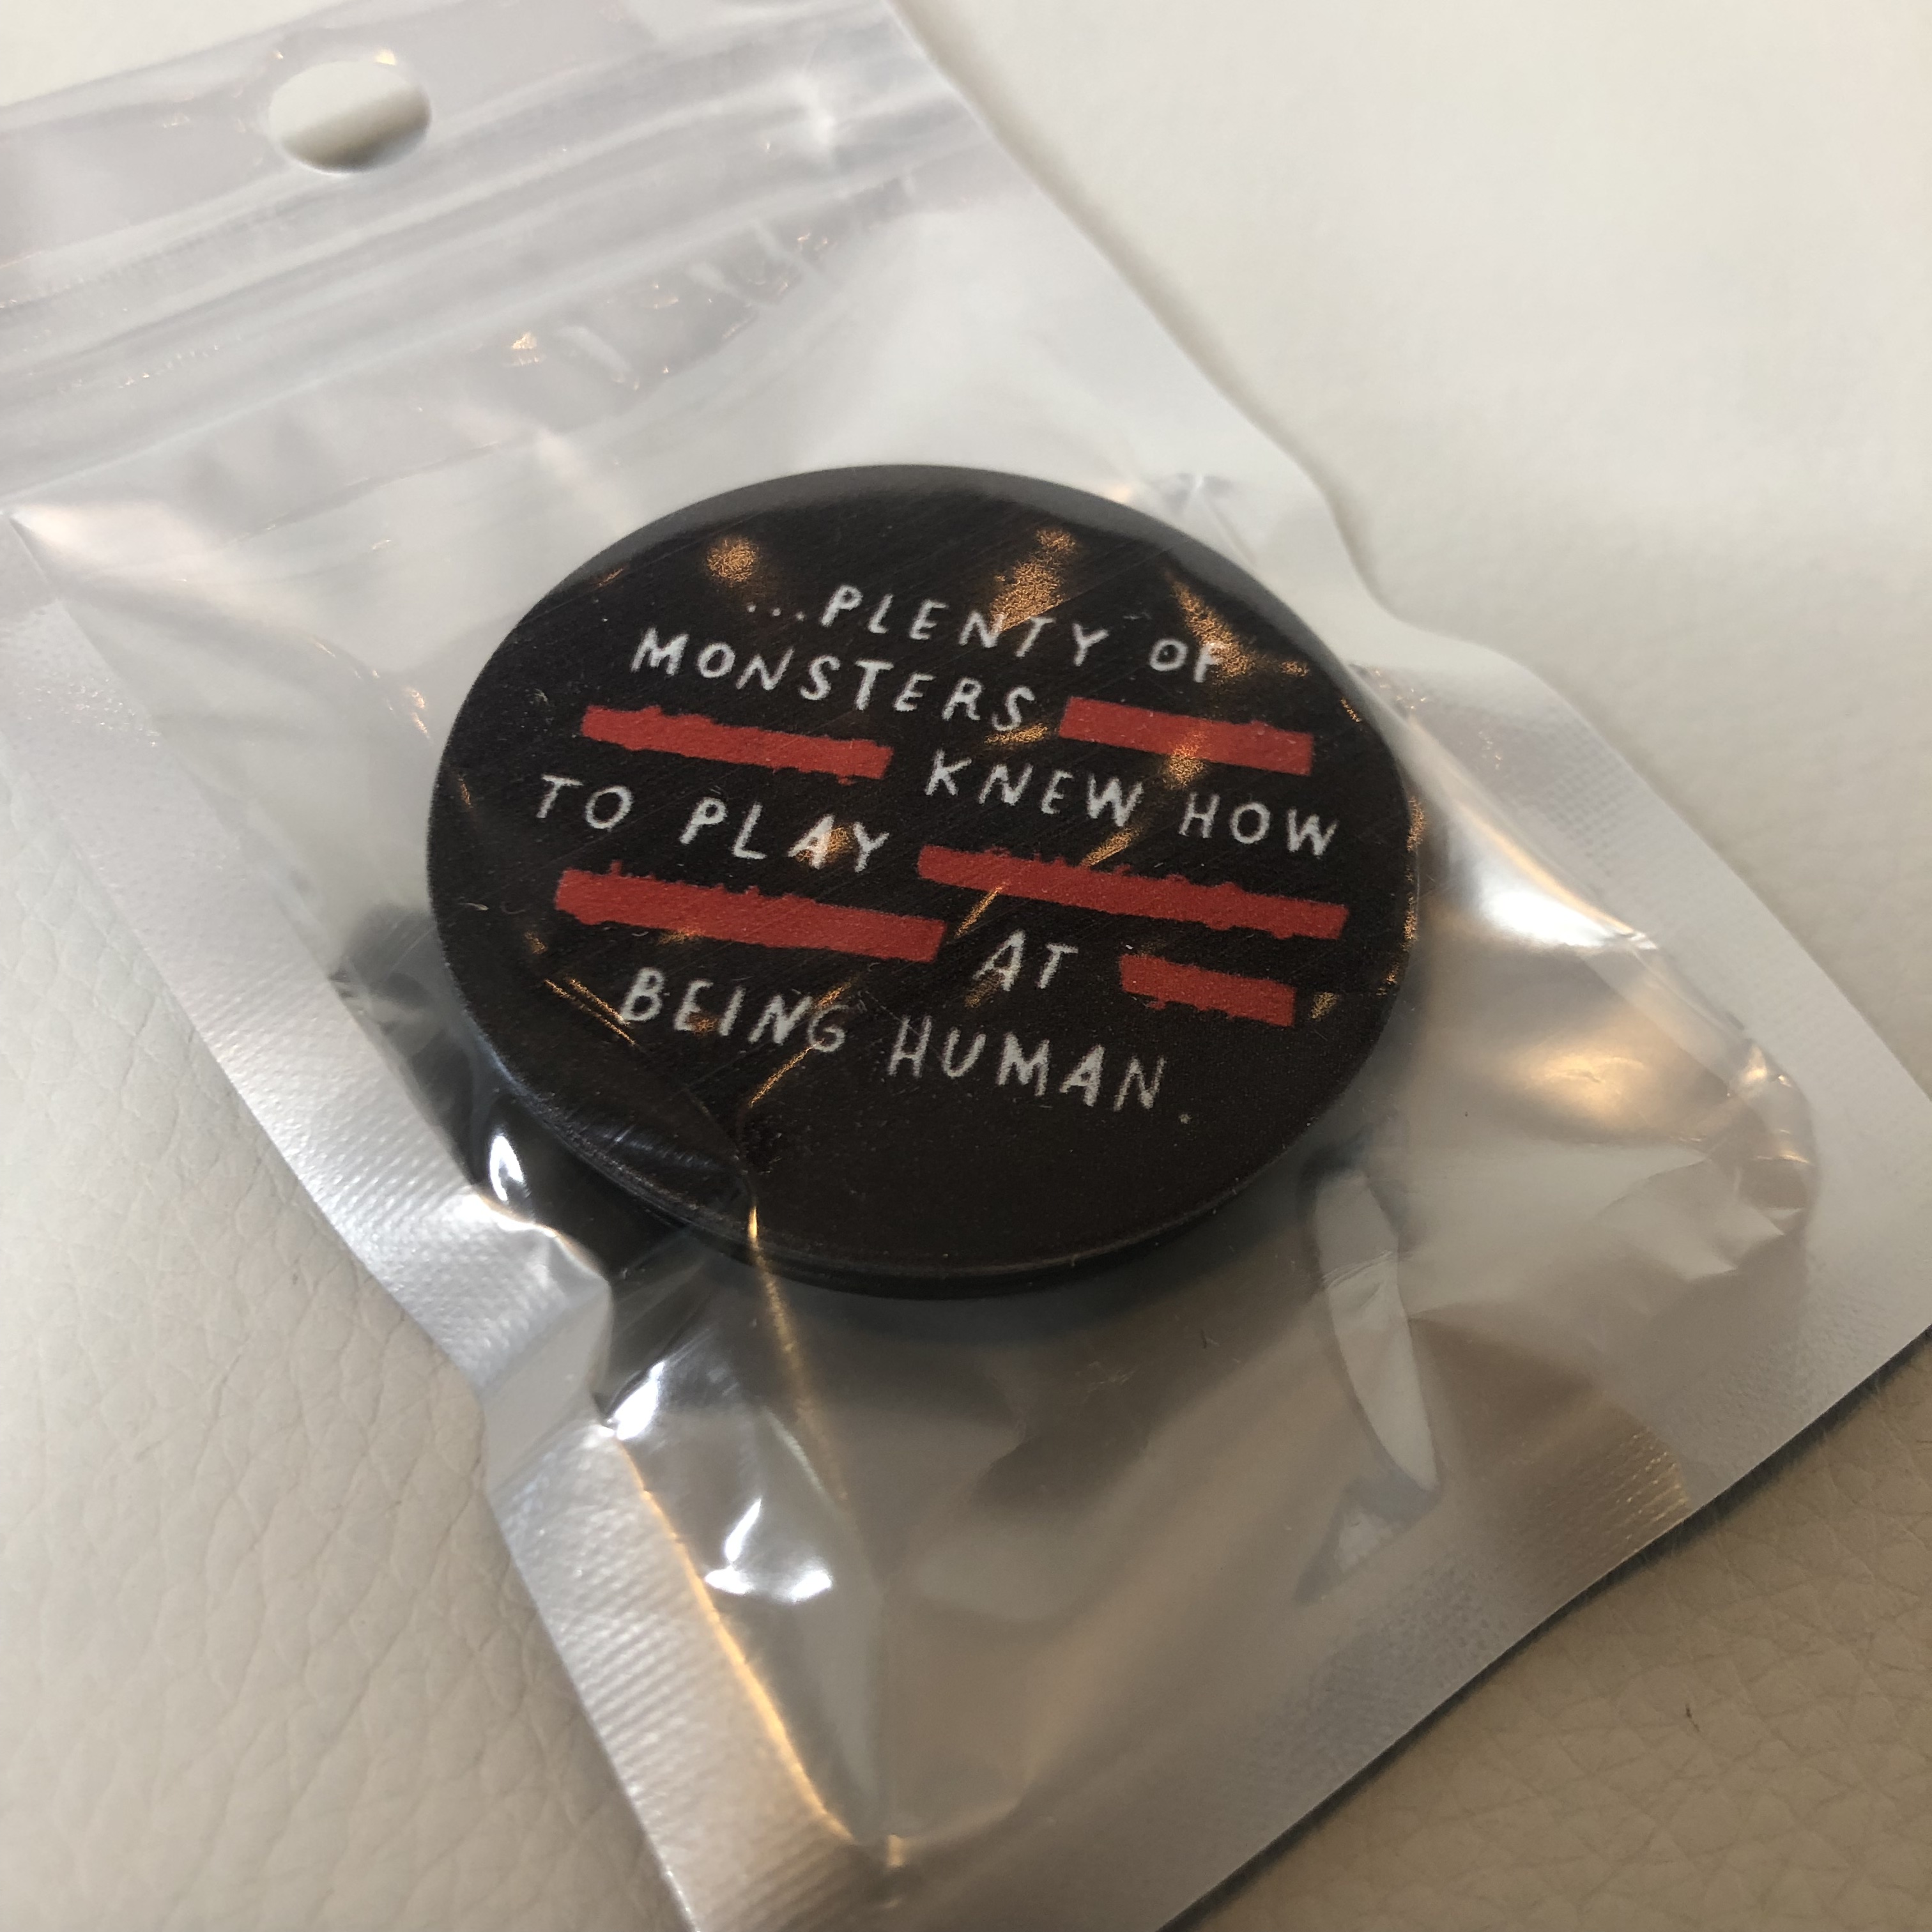 ...PLENTY OF
MONSTERS
KNEW HOW
TO PLAY
AT
BEING HUMAN.